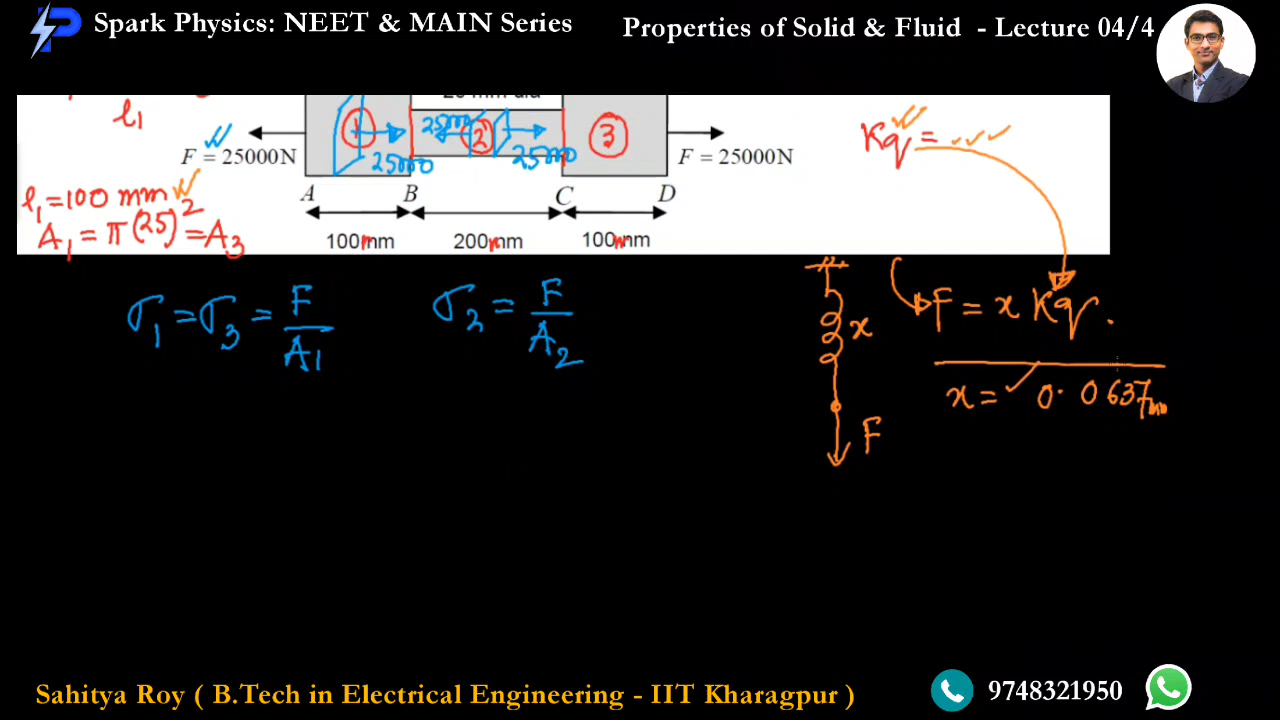 Spark Physics: NEET & MAIN Series
Properties of Solid & Fluid - Lecture 04/4
l₁
F = 25000N
1
25000
25000
2
25000
3
F = 25000N
Kq =
l₁ = 100 mm
A₁ = π(25)² = A₃
A
B
C
D
100mm
200mm
100mm
σ₁ = σ₃ = F/A₁
σ₂ = F/A₂
x
F
F = x Kq.
x = 0.0637mm
Sahitya Roy ( B.Tech in Electrical Engineering - IIT Kharagpur )
9748321950